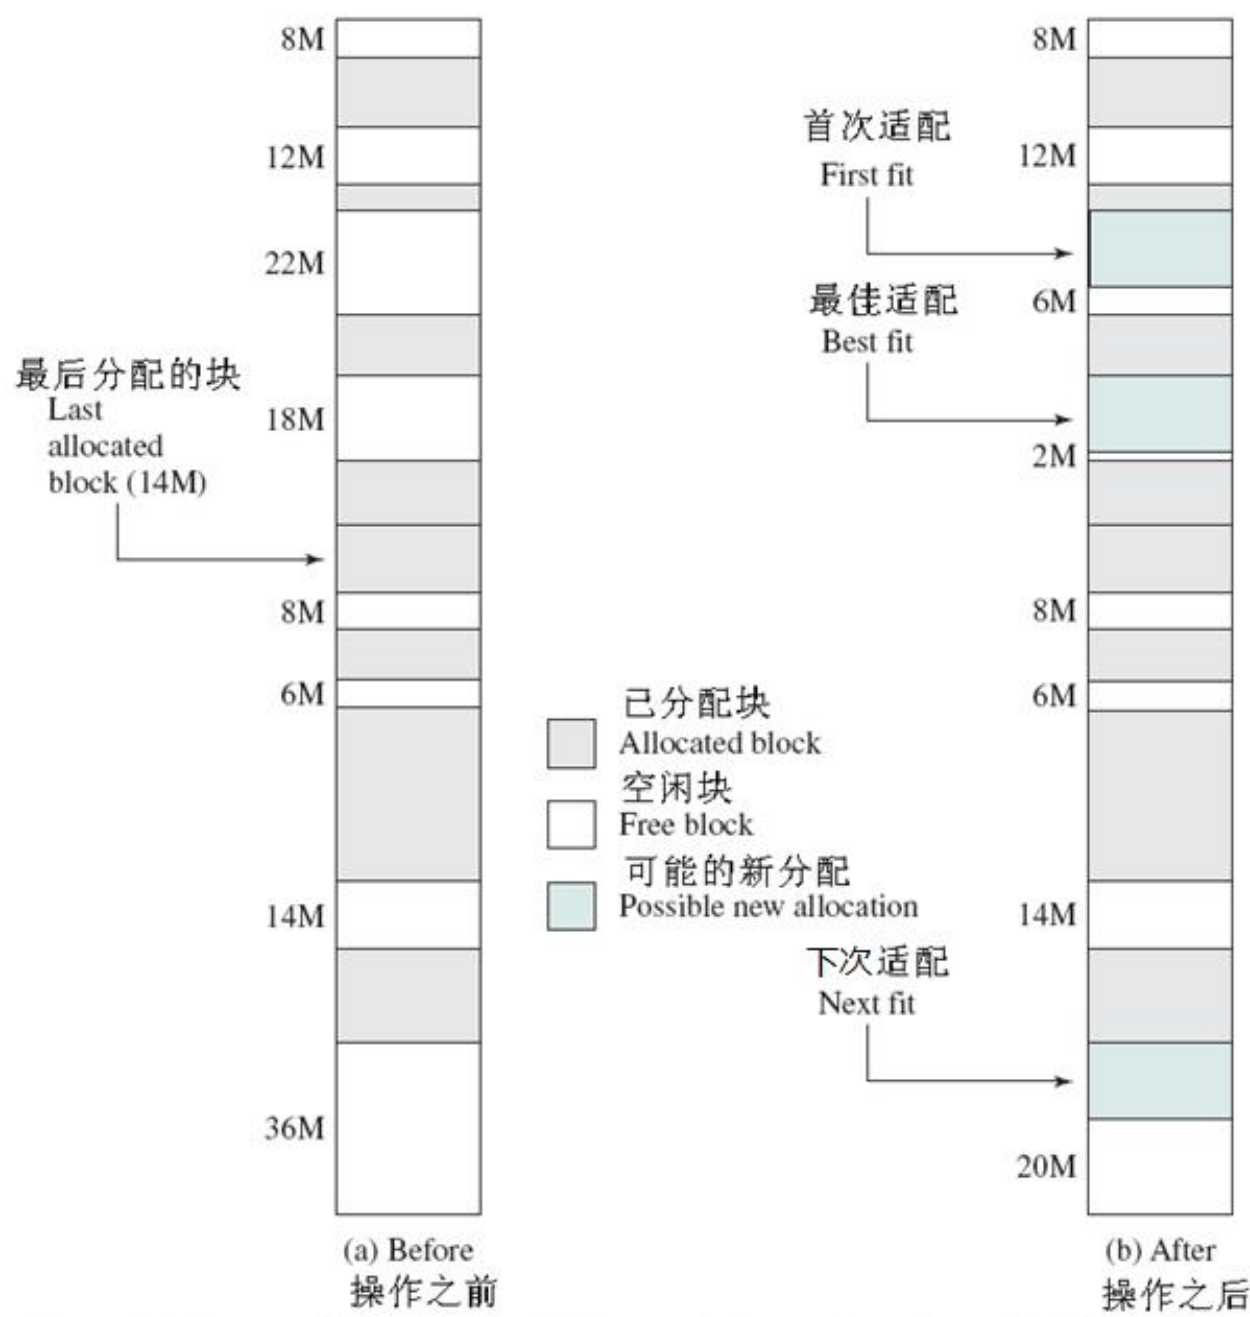 8M
12M
22M
最后分配的块
Last
allocated
block (14M)
18M
8M
6M
14M
36M
(a) Before
操作之前
已分配块
Allocated block
空闲块
Free block
可能的新分配
Possible new allocation
8M
首次适配
First fit
12M
最佳适配
Best fit
6M
2M
8M
6M
14M
下次适配
Next fit
20M
(b) After
操作之后